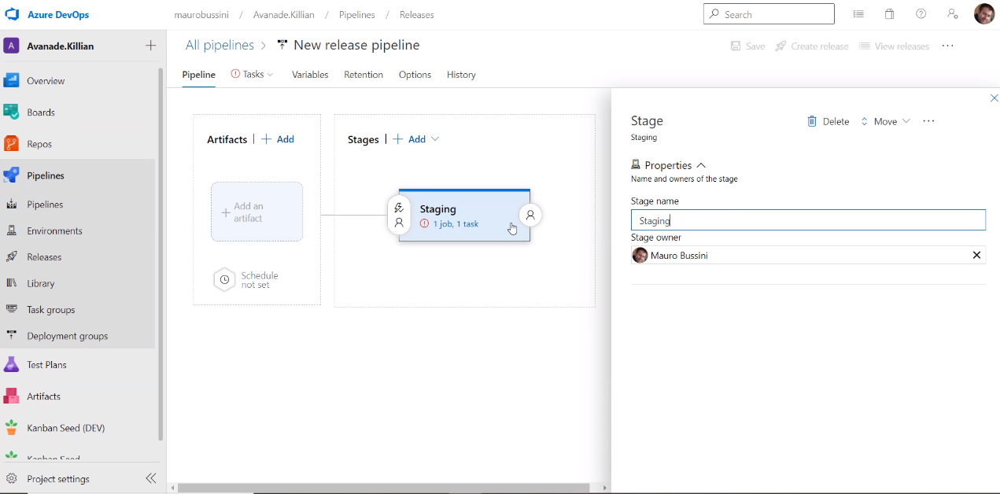 Azure DevOps
maurobussini / Avanade.Killian / Pipelines / Releases
Search
A Avanade.Killian
Overview
Boards
Repos
Pipelines
Pipelines
Environments
Releases
Library
Task groups
Deployment groups
Test Plans
Artifacts
Kanban Seed (DEV)
Kanban Seed
Project settings
All pipelines > New release pipeline
Save Create release View releases ...
Pipeline Tasks Variables Retention Options History
Artifacts | + Add
+ Add an
artifact
Schedule
not set
Stages | + Add
Staging
1 job, 1 task
Stage
Staging
Delete Move ...
Properties
Name and owners of the stage
Stage name
Staging
Stage owner
Mauro Bussini